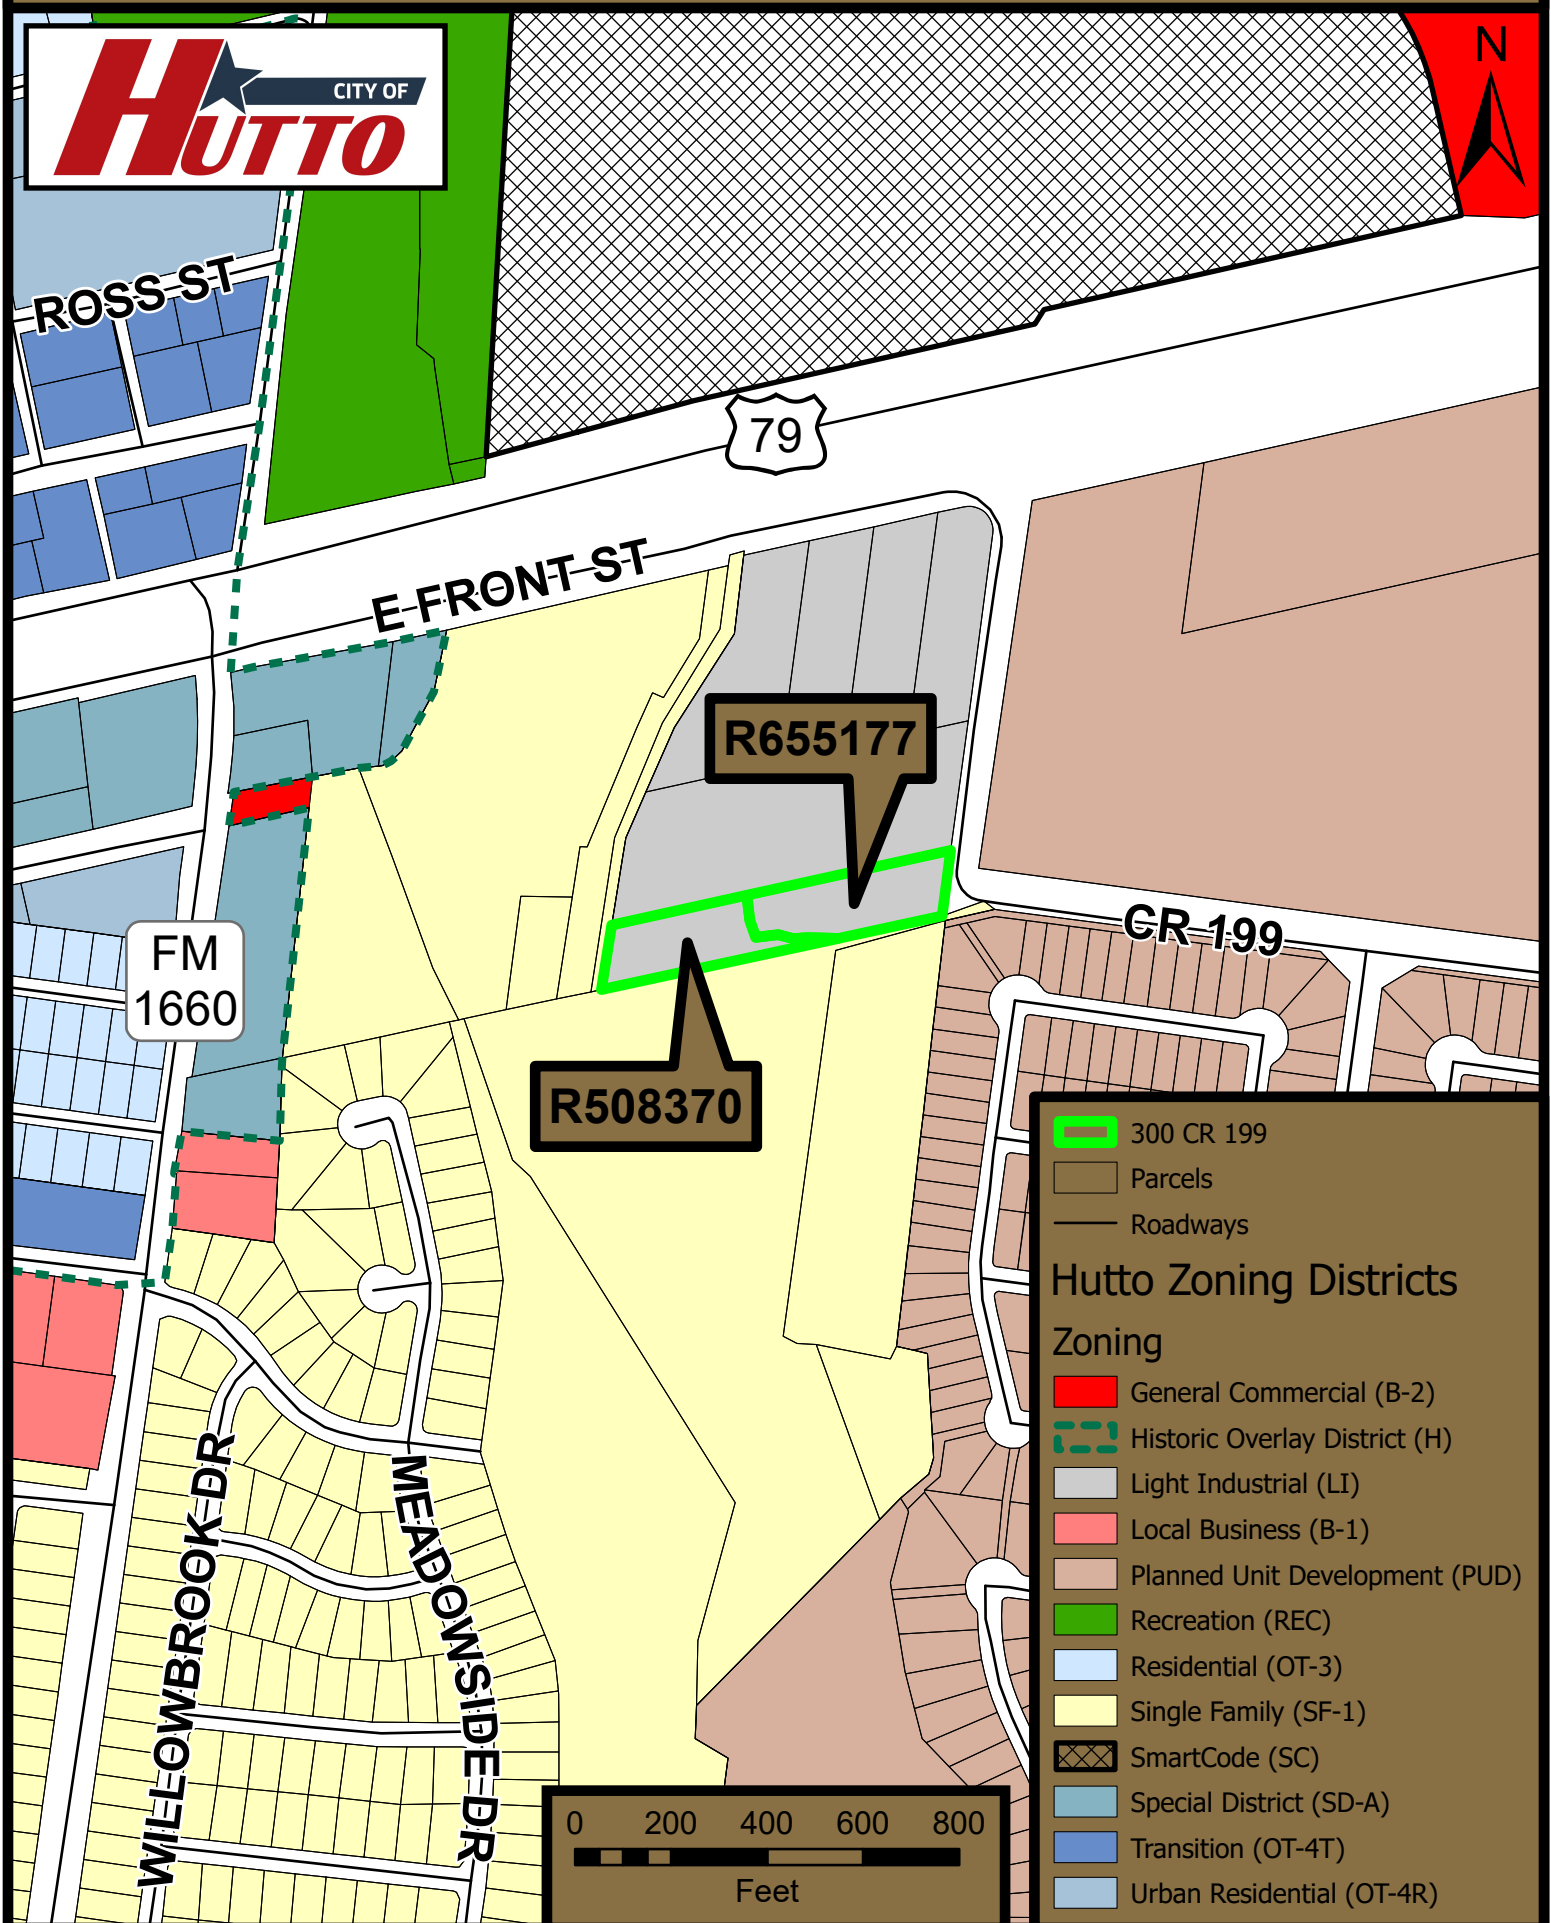 CITY OF
HUTTO
N
ROSS ST
79
E FRONT ST
R655177
CR 199
FM
1660
R508370
WILLOWBROOK DR
MEADOWSIDE DR
300 CR 199
Parcels
Roadways
Hutto Zoning Districts
Zoning
General Commercial (B-2)
Historic Overlay District (H)
Light Industrial (LI)
Local Business (B-1)
Planned Unit Development (PUD)
Recreation (REC)
Residential (OT-3)
Single Family (SF-1)
SmartCode (SC)
Special District (SD-A)
Transition (OT-4T)
Urban Residential (OT-4R)
0 200 400 600 800
Feet